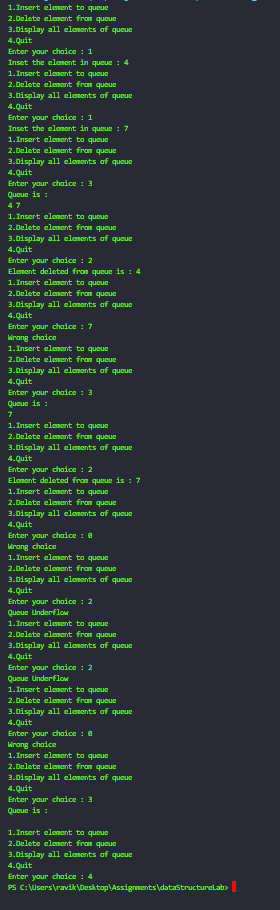 1.Insert element to queue
2.Delete element from queue
3.Display all elements of queue
4.Quit
Enter your choice : 1
Inset the element in queue : 4
1.Insert element to queue
2.Delete element from queue
3.Display all elements of queue
4.Quit
Enter your choice : 1
Inset the element in queue : 7
1.Insert element to queue
2.Delete element from queue
3.Display all elements of queue
4.Quit
Enter your choice : 3
Queue is :
4 7
1.Insert element to queue
2.Delete element from queue
3.Display all elements of queue
4.Quit
Enter your choice : 2
Element deleted from queue is : 4
1.Insert element to queue
2.Delete element from queue
3.Display all elements of queue
4.Quit
Enter your choice : 7
Wrong choice
1.Insert element to queue
2.Delete element from queue
3.Display all elements of queue
4.Quit
Enter your choice : 3
Queue is :
7
1.Insert element to queue
2.Delete element from queue
3.Display all elements of queue
4.Quit
Enter your choice : 2
Element deleted from queue is : 7
1.Insert element to queue
2.Delete element from queue
3.Display all elements of queue
4.Quit
Enter your choice : 0
Wrong choice
1.Insert element to queue
2.Delete element from queue
3.Display all elements of queue
4.Quit
Enter your choice : 2
Queue Underflow
1.Insert element to queue
2.Delete element from queue
3.Display all elements of queue
4.Quit
Enter your choice : 2
Queue Underflow
1.Insert element to queue
2.Delete element from queue
3.Display all elements of queue
4.Quit
Enter your choice : 0
Wrong choice
1.Insert element to queue
2.Delete element from queue
3.Display all elements of queue
4.Quit
Enter your choice : 3
Queue is :

1.Insert element to queue
2.Delete element from queue
3.Display all elements of queue
4.Quit
Enter your choice : 4
PS C:\Users\ravik\Desktop\Assignments\dataStructureLab>